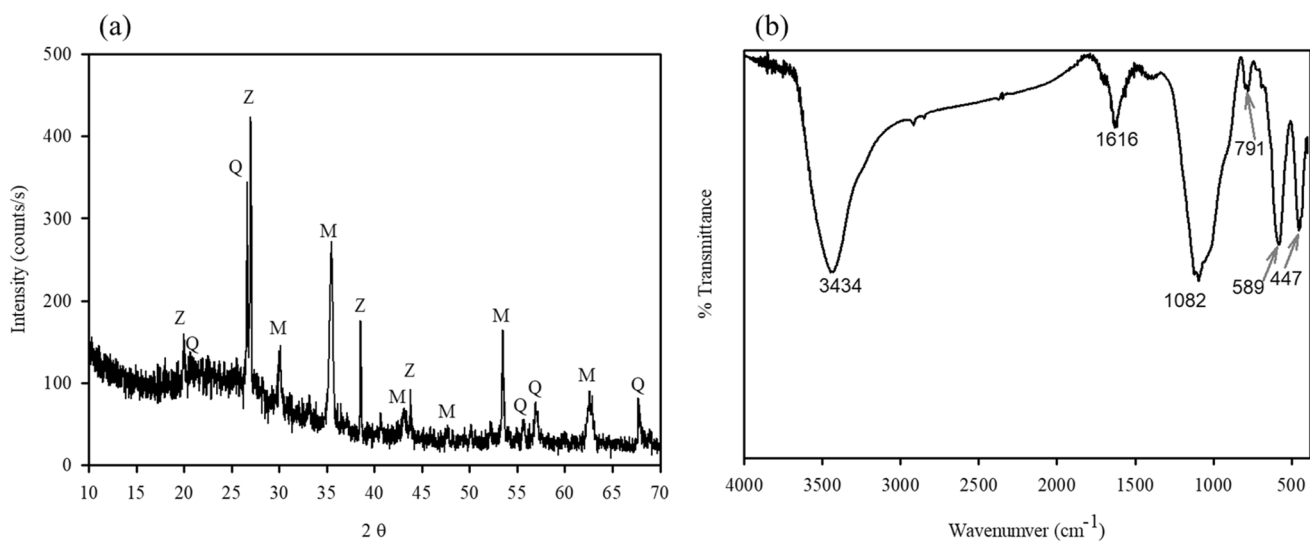 (a)
Intensity (counts/s)
500
400
300
200
100
0
Z
Q
Z
Q
M
M
Z
M
Z
M
M
Q
Q
M
Q
10 15 20 25 30 35 40 45 50 55 60 65 70
2 θ
(b)
% Transmittance
3434
1616
1082
791
589
447
4000 3500 3000 2500 2000 1500 1000 500
Wavenumver (cm-1)